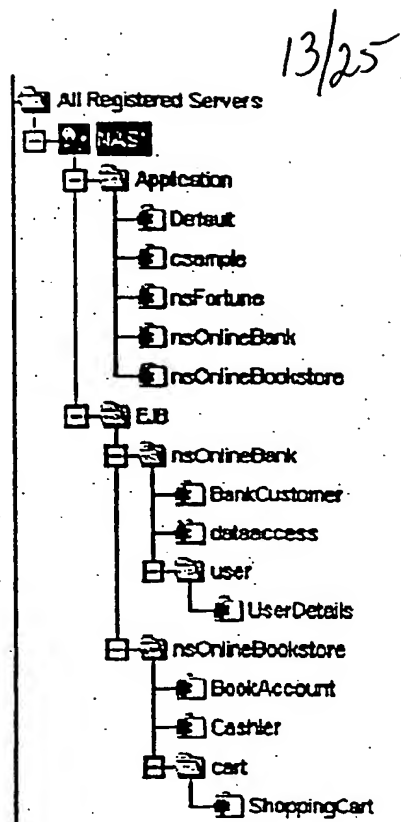 13/25
All Registered Servers
NAS
Application
Default
csample
nsFortune
nsOnlineBank
nsOnlineBookstore
EJB
nsOnlineBank
BankCustomer
dataaccess
user
UserDetails
nsOnlineBookstore
BookAccount
Cashier
cart
ShoppingCart